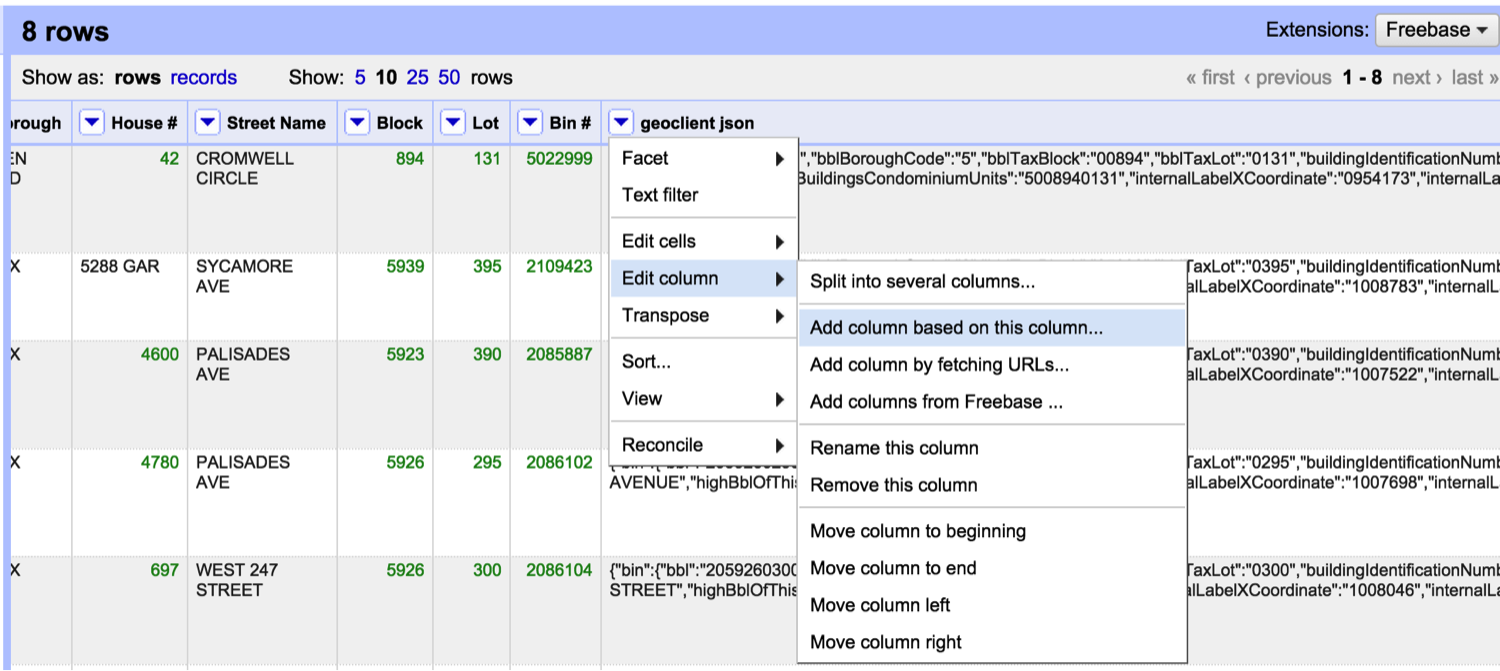 8 rows
Extensions: Freebase
Show as: rows records Show: 5 10 25 50 rows
« first ‹ previous 1 - 8 next › last »
orough House # Street Name Block Lot Bin # geoclient json
EN 42 CROMWELL 894 131 5022999 ","bblBoroughCode":"5","bblTaxBlock":"00894","bblTaxLot":"0131","buildingIdentificationNumb
D CIRCLE BuildingsCondominiumUnits":"5008940131","internalLabelXCoordinate":"0954173","internalLa
X 5288 GAR SYCAMORE 5939 395 2109423 TaxLot":"0395","buildingIdentificationNumb
AVE alLabelXCoordinate":"1008783","internalL
X 4600 PALISADES 5923 390 2085887 TaxLot":"0390","buildingIdentificationNumb
AVE alLabelXCoordinate":"1007522","internalL
X 4780 PALISADES 5926 295 2086102 TaxLot":"0295","buildingIdentificationNumb
AVE AVENUE","highBblOfThi alLabelXCoordinate":"1007698","internalL
X 697 WEST 247 5926 300 2086104 {"bin":{"bbl":"2059260300 TaxLot":"0300","buildingIdentificationNumb
STREET STREET","highBblOfThis alLabelXCoordinate":"1008046","internalL
Facet
Text filter
Edit cells
Edit column
Transpose
Sort...
View
Reconcile
Split into several columns...
Add column based on this column...
Add column by fetching URLs...
Add columns from Freebase ...
Rename this column
Remove this column
Move column to beginning
Move column to end
Move column left
Move column right